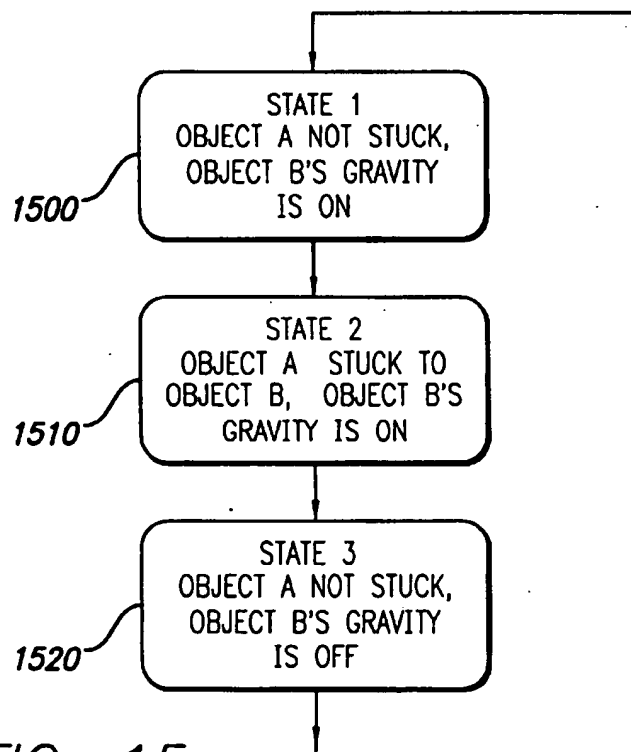 STATE 1
OBJECT A NOT STUCK,
OBJECT B'S GRAVITY
IS ON
1500
STATE 2
OBJECT A STUCK TO
OBJECT B, OBJECT B'S
GRAVITY IS ON
1510
STATE 3
OBJECT A NOT STUCK,
OBJECT B'S GRAVITY
IS OFF
1520